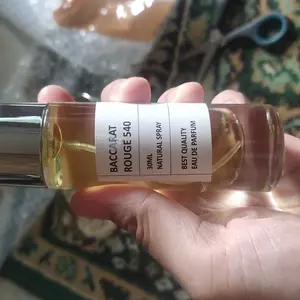 BACCARAT
ROUGE 540
30ML
NATURAL SPRAY
BEST QUALITY
EAU DE PARFUM